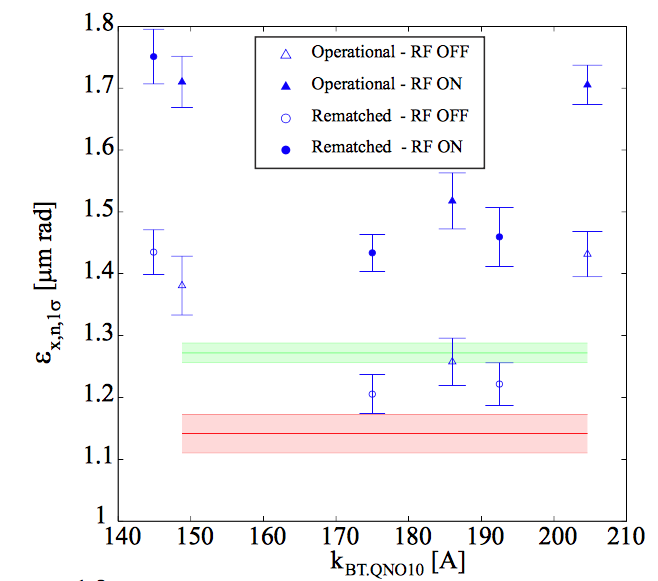 1.8
1.7
1.6
1.5
1.4
1.3
1.2
1.1
1
εx,n,1σ [μm rad]
Operational - RF OFF
Operational - RF ON
Rematched - RF OFF
Rematched - RF ON
140 150 160 170 180 190 200 210
kBT.QNO10 [A]